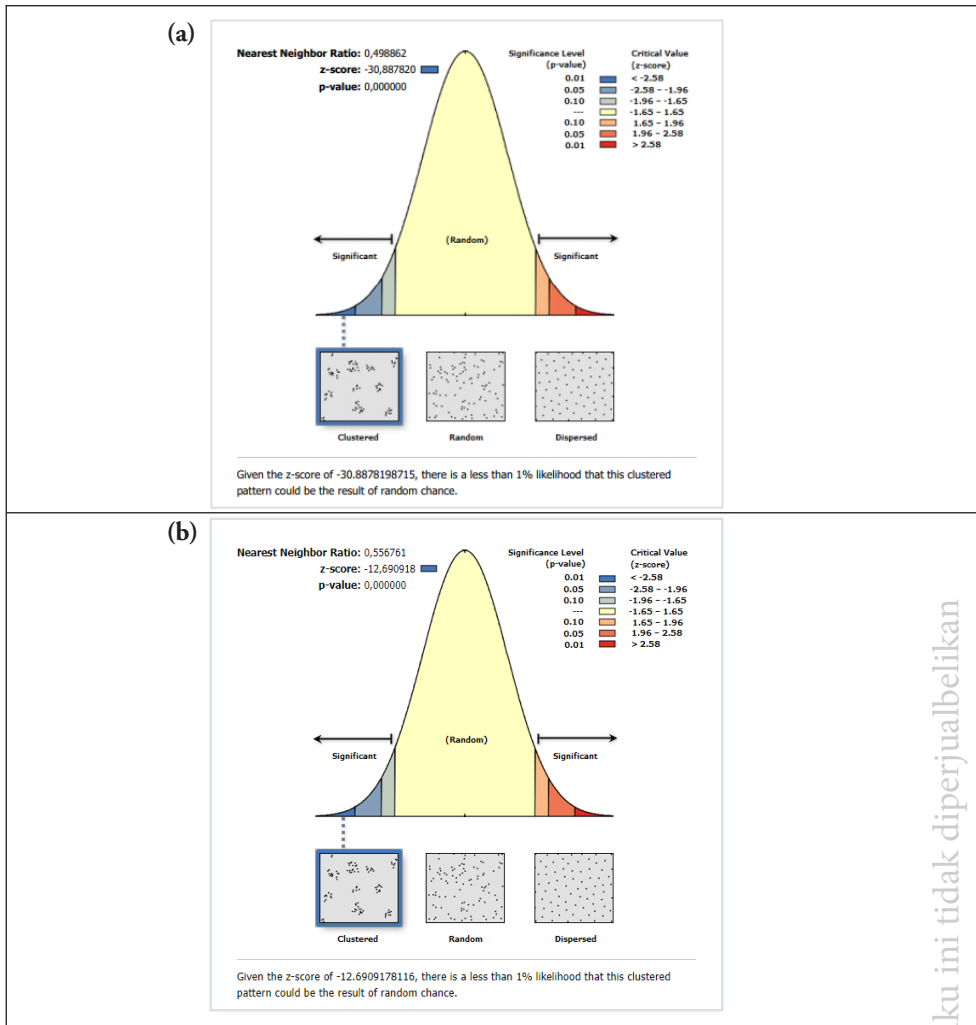 (a)
Nearest Neighbor Ratio: 0,498862
z-score: -30,887820
p-value: 0,000000
Significance Level
(p-value)
Critical Value
(z-score)
0.01 < -2.58
0.05 -2.58 – -1.96
0.10 -1.96 – -1.65
--- -1.65 – 1.65
0.10 1.65 – 1.96
0.05 1.96 – 2.58
0.01 > 2.58
(Random)
Significant
Significant
Clustered
Random
Dispersed
Given the z-score of -30.8878198715, there is a less than 1% likelihood that this clustered
pattern could be the result of random chance.
(b)
Nearest Neighbor Ratio: 0,556761
z-score: -12,690918
p-value: 0,000000
Significance Level
(p-value)
Critical Value
(z-score)
0.01 < -2.58
0.05 -2.58 – -1.96
0.10 -1.96 – -1.65
--- -1.65 – 1.65
0.10 1.65 – 1.96
0.05 1.96 – 2.58
0.01 > 2.58
(Random)
Significant
Significant
Clustered
Random
Dispersed
Given the z-score of -12.6909178116, there is a less than 1% likelihood that this clustered
pattern could be the result of random chance.
ku ini tidak diperjualbelikan